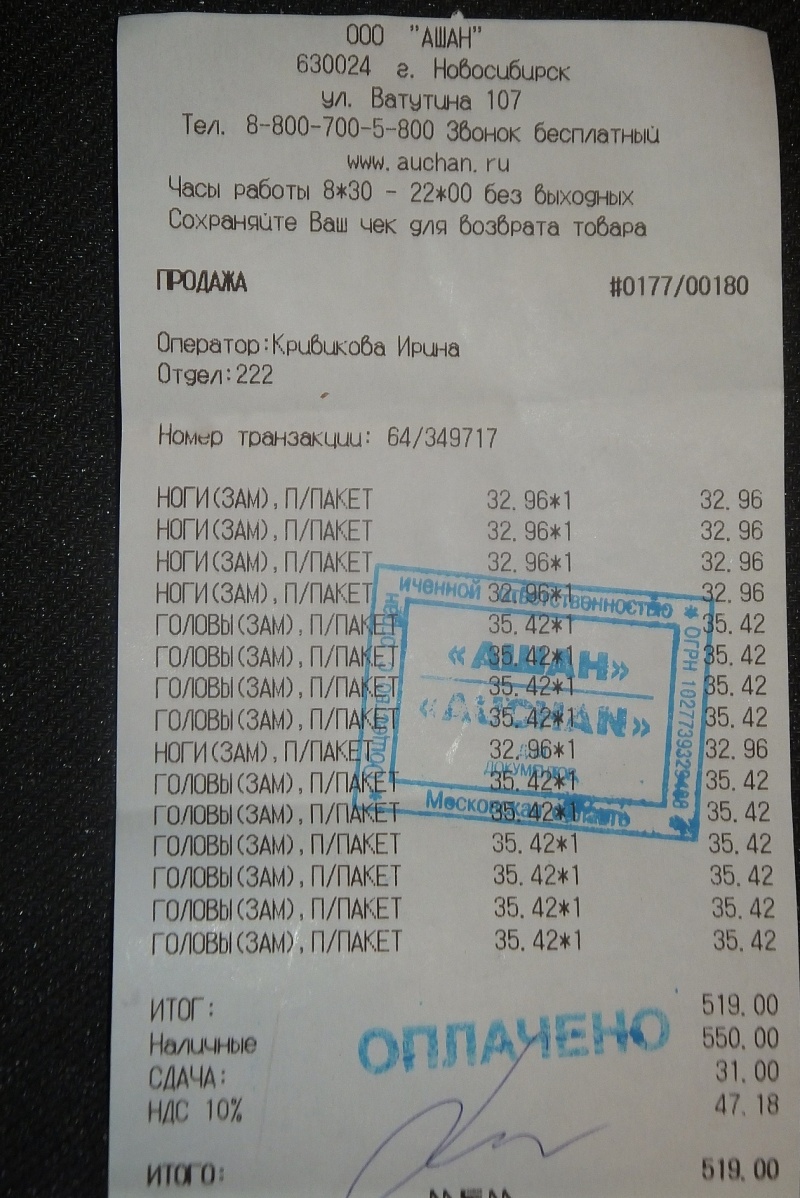 ООО "АШАН"
630024 г. Новосибирск
ул. Ватутина 107
Тел. 8-800-700-5-800 Звонок бесплатный
www.auchan.ru
Часы работы 8*30 - 22*00 без выходных
Сохраняйте Ваш чек для возврата товара
ПРОДАЖА #0177/00180
Оператор:Кривикова Ирина
Отдел:222
Номер транзакции: 64/349717
НОГИ(ЗАМ),П/ПАКЕТ 32.96*1 32.96
НОГИ(ЗАМ),П/ПАКЕТ 32.96*1 32.96
НОГИ(ЗАМ),П/ПАКЕТ 32.96*1 32.96
НОГИ(ЗАМ),П/ПАКЕТ 32.96*1 32.96
ГОЛОВЫ(ЗАМ),П/ПАКЕТ 35.42*1 35.42
ГОЛОВЫ(ЗАМ),П/ПАКЕТ 35.42*1 35.42
ГОЛОВЫ(ЗАМ),П/ПАКЕТ 35.42*1 35.42
ГОЛОВЫ(ЗАМ),П/ПАКЕТ 35.42*1 35.42
НОГИ(ЗАМ),П/ПАКЕТ 32.96*1 32.96
ГОЛОВЫ(ЗАМ),П/ПАКЕТ 35.42*1 35.42
ГОЛОВЫ(ЗАМ),П/ПАКЕТ 35.42*1 35.42
ГОЛОВЫ(ЗАМ),П/ПАКЕТ 35.42*1 35.42
ГОЛОВЫ(ЗАМ),П/ПАКЕТ 35.42*1 35.42
ГОЛОВЫ(ЗАМ),П/ПАКЕТ 35.42*1 35.42
ГОЛОВЫ(ЗАМ),П/ПАКЕТ 35.42*1 35.42
иченной ответственностью
«АШАН»
«AUCHAN»
документов
Московская область
ИТОГ: 519.00
Наличные 550.00
СДАЧА: 31.00
НДС 10% 47.18
ОПЛАЧЕНО
ИТОГО: 519.00